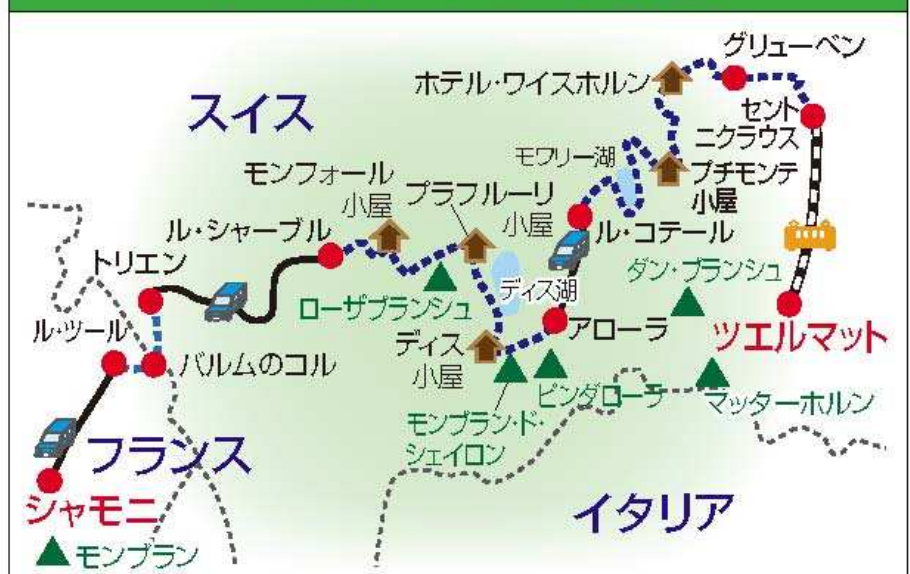 グリューベン
ホテル・ワイスホルン
スイス
セント
ニクラウス
モワリー湖
プチモンテ
小屋
モンフォール
小屋
プラフルーリ
小屋
ル・シャーブル
ル・コテール
トリエン
ダン・ブランシュ
ローザブランシュ
ディス湖
ル・ツール
ディス
小屋
アローラ
ツエルマット
バルムのコル
ピンダローラ
モンブラン・ド・
シェイロン
マッターホルン
フランス
シャモニ
イタリア
モンブラン